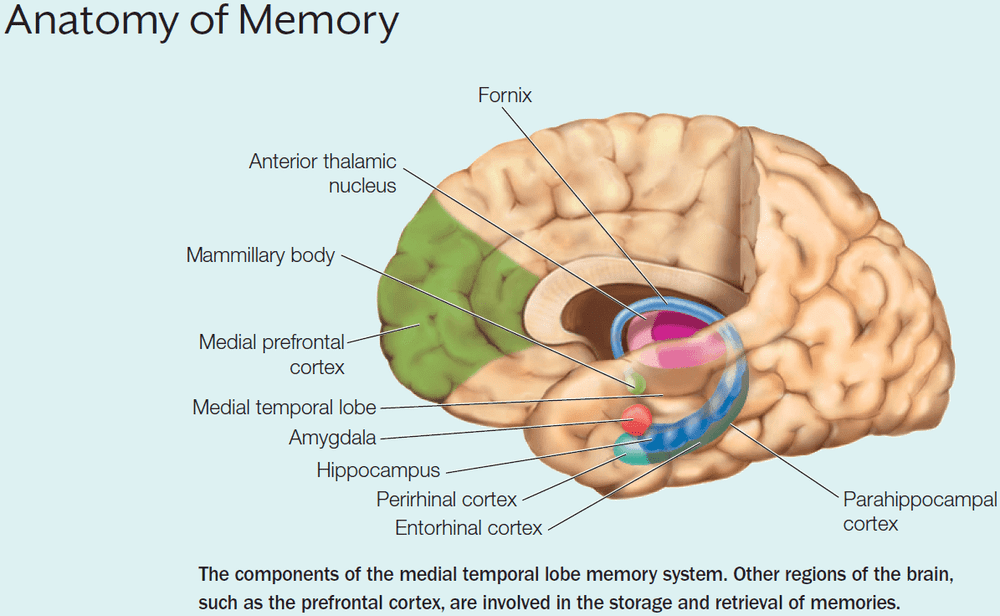 Anatomy of Memory
Fornix
Anterior thalamic
nucleus
Mammillary body
Medial prefrontal
cortex
Medial temporal lobe
Amygdala
Hippocampus
Perirhinal cortex
Entorhinal cortex
Parahippocampal
cortex
The components of the medial temporal lobe memory system. Other regions of the brain,
such as the prefrontal cortex, are involved in the storage and retrieval of memories.